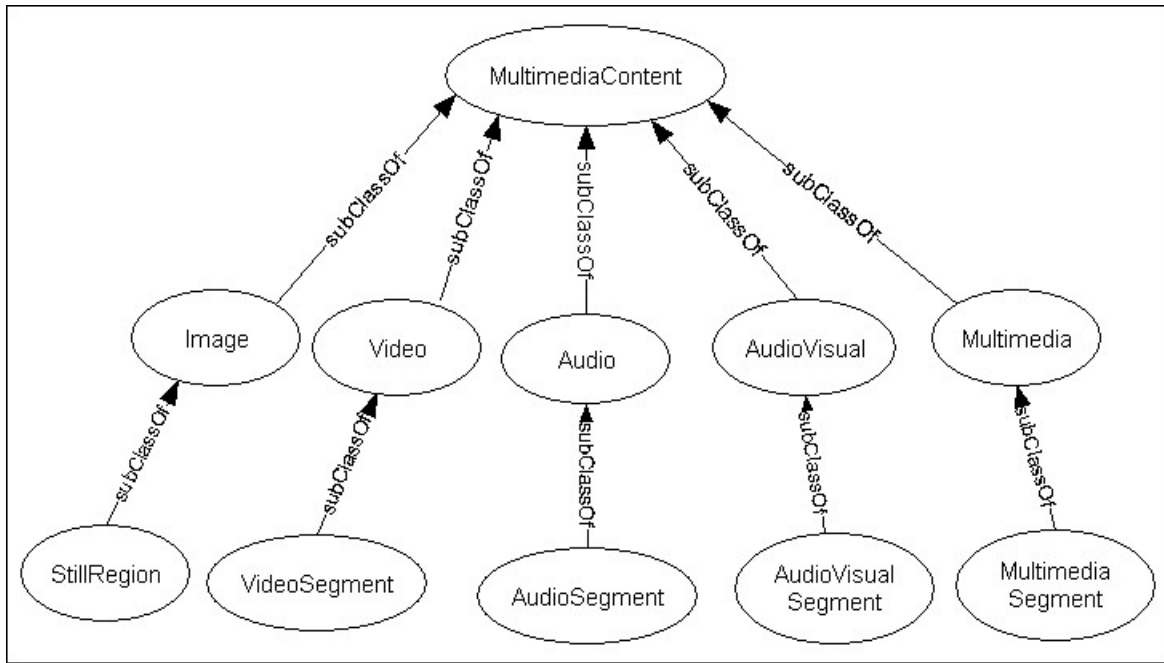 MultimediaContent
subClassOf
subClassOf
subClassOf
subClassOf
subClassOf
Image
Video
Audio
AudioVisual
Multimedia
subClassOf
subClassOf
subClassOf
subClassOf
subClassOf
StillRegion
VideoSegment
AudioSegment
AudioVisual
Segment
Multimedia
Segment